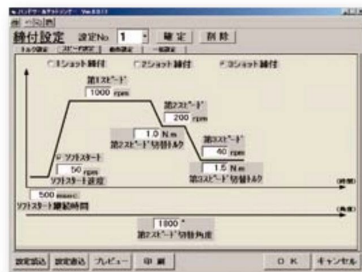 締付設定 設定No 1 確定 削除
トルク設定 スピード設定 動作設定 一般設定
1ショット締付 2ショット締付 3ショット締付
第1スピード
1000 rpm
第2スピード
200 rpm
1.0 N.m
第2スピード切替トルク
第3スピード
40 rpm
ソフトスタート
50 rpm
ソフトスタート速度
1.5 N.m
第3スピード切替トルク
(時間)
500 msec
ソフトスタート継続時間
(角度)
1800 °
第2スピード切替角度
設定読込 設定書込 プレビュー 印刷 OK キャンセル